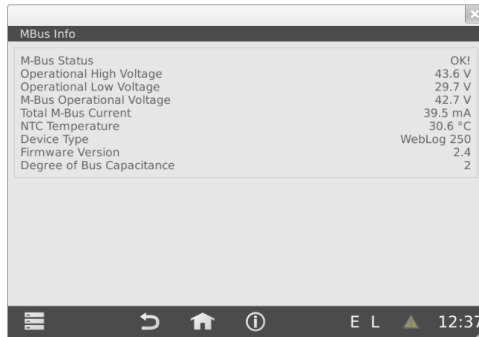 MBus Info
M-Bus Status OK!
Operational High Voltage 43.6 V
Operational Low Voltage 29.7 V
M-Bus Operational Voltage 42.7 V
Total M-Bus Current 39.5 mA
NTC Temperature 30.6 °C
Device Type WebLog 250
Firmware Version 2.4
Degree of Bus Capacitance 2
E L 12:37